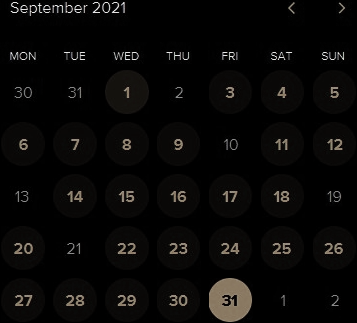 September 2021
MON TUE WED THU FRI SAT SUN
30 31 1 2 3 4 5
6 7 8 9 10 11 12
13 14 15 16 17 18 19
20 21 22 23 24 25 26
27 28 29 30 31 1 2